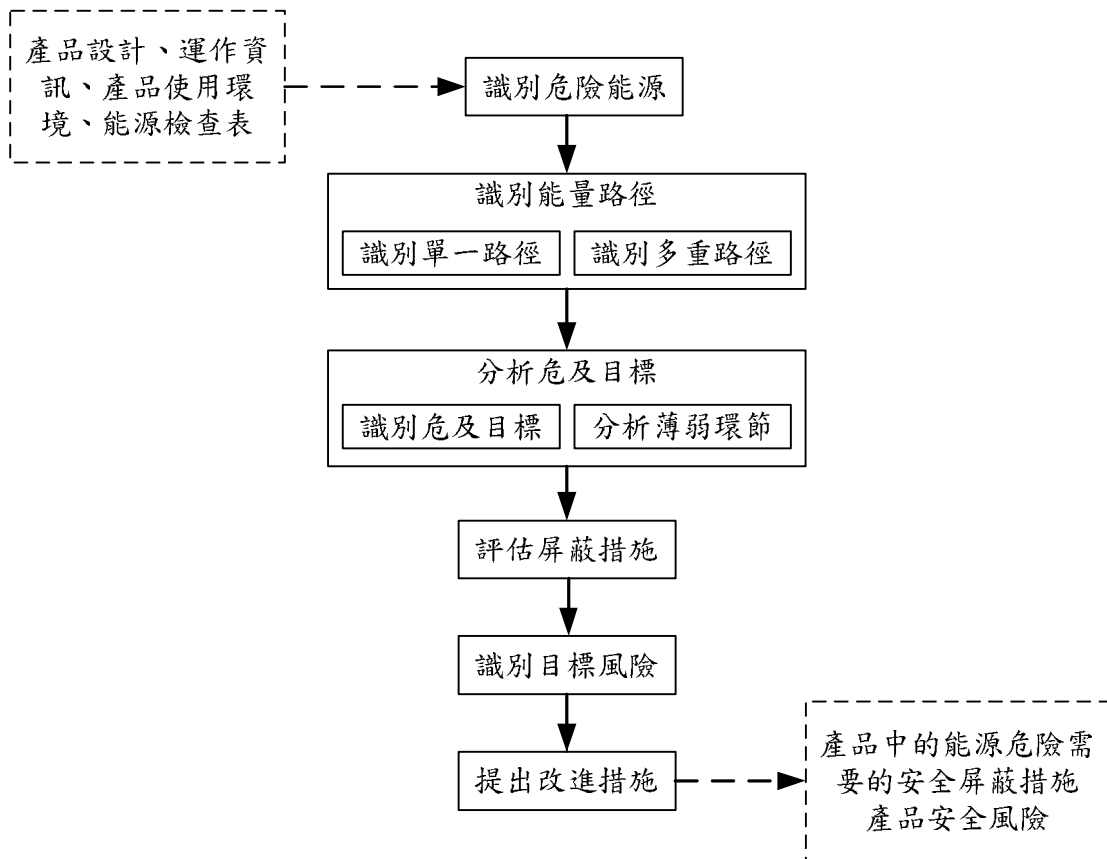 產品設計、運作資
訊、產品使用環
境、能源檢查表
識別危險能源
識別能量路徑
識別單一路徑
識別多重路徑
分析危及目標
識別危及目標
分析薄弱環節
評估屏蔽措施
識別目標風險
提出改進措施
產品中的能源危險需
要的安全屏蔽措施
產品安全風險